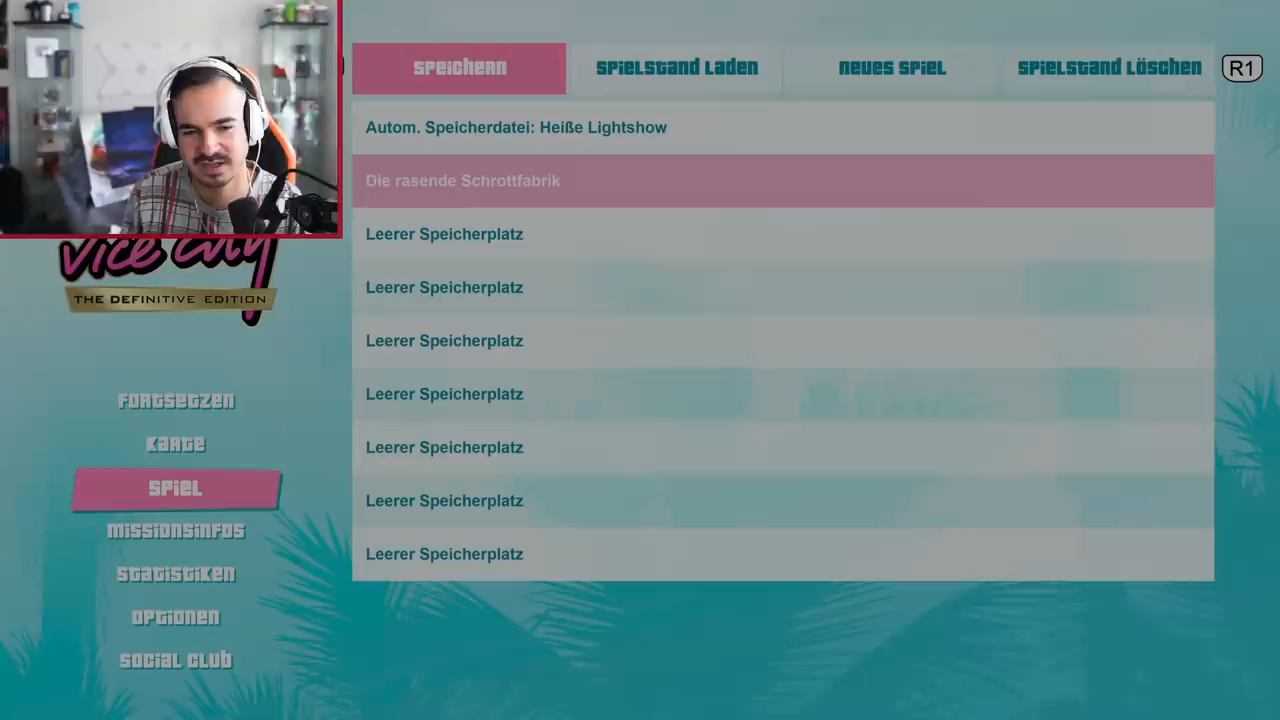 SPEICHERN
SPIELSTAND LADEN
NEUES SPIEL
SPIELSTAND LÖSCHEN
R1
Autom. Speicherdatei: Heiße Lightshow
Die rasende Schrottfabrik
Leerer Speicherplatz
Leerer Speicherplatz
Leerer Speicherplatz
Leerer Speicherplatz
Leerer Speicherplatz
Leerer Speicherplatz
Leerer Speicherplatz
Vice City
THE DEFINITIVE EDITION
FORTSETZEN
KARTE
SPIEL
MISSIONSINFOS
STATISTIKEN
OPTIONEN
SOCIAL CLUB